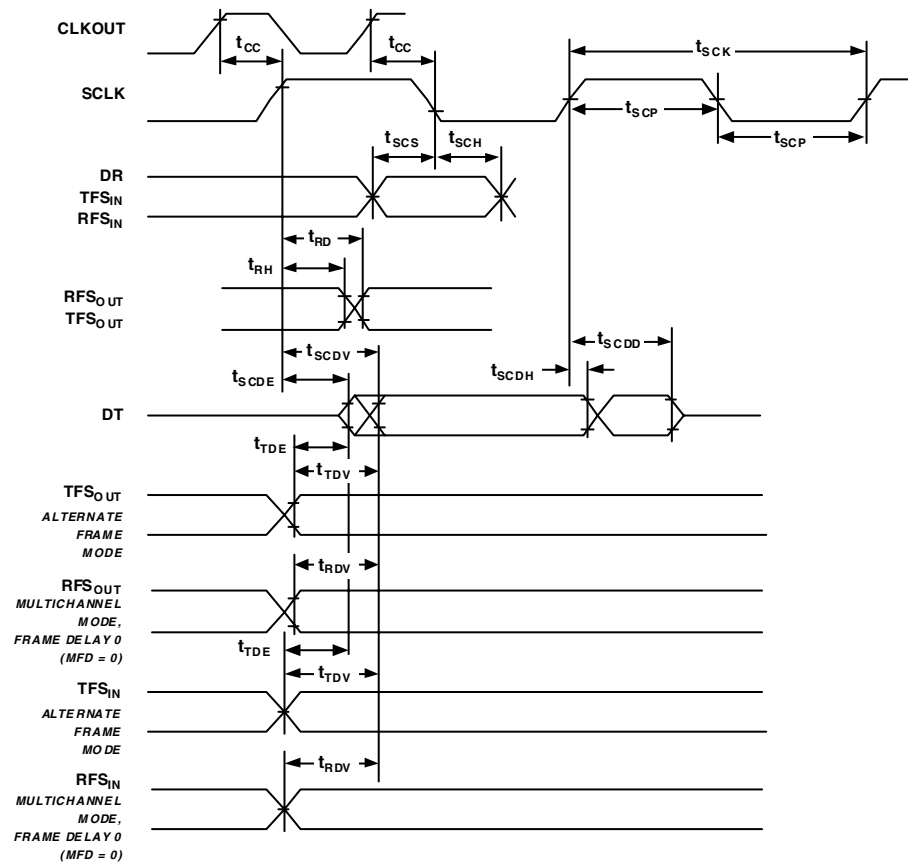 CLKOUT
tCC
tCC
tSCK
SCLK
tSCP
tSCP
tSCS
tSCH
DR
TFSIN
RFSIN
tRD
tRH
RFSOUT
TFSOUT
tSCDV
tSCDD
tSCDE
tSCDH
DT
tTDE
tTDV
TFSOUT
ALTERNATE
FRAME
MODE
tRDV
RFSOUT
MULTICHANNEL
MODE,
FRAME DELAY 0
(MFD = 0)
tTDE
tTDV
TFSIN
ALTERNATE
FRAME
MODE
tRDV
RFSIN
MULTICHANNEL
MODE,
FRAME DELAY 0
(MFD = 0)